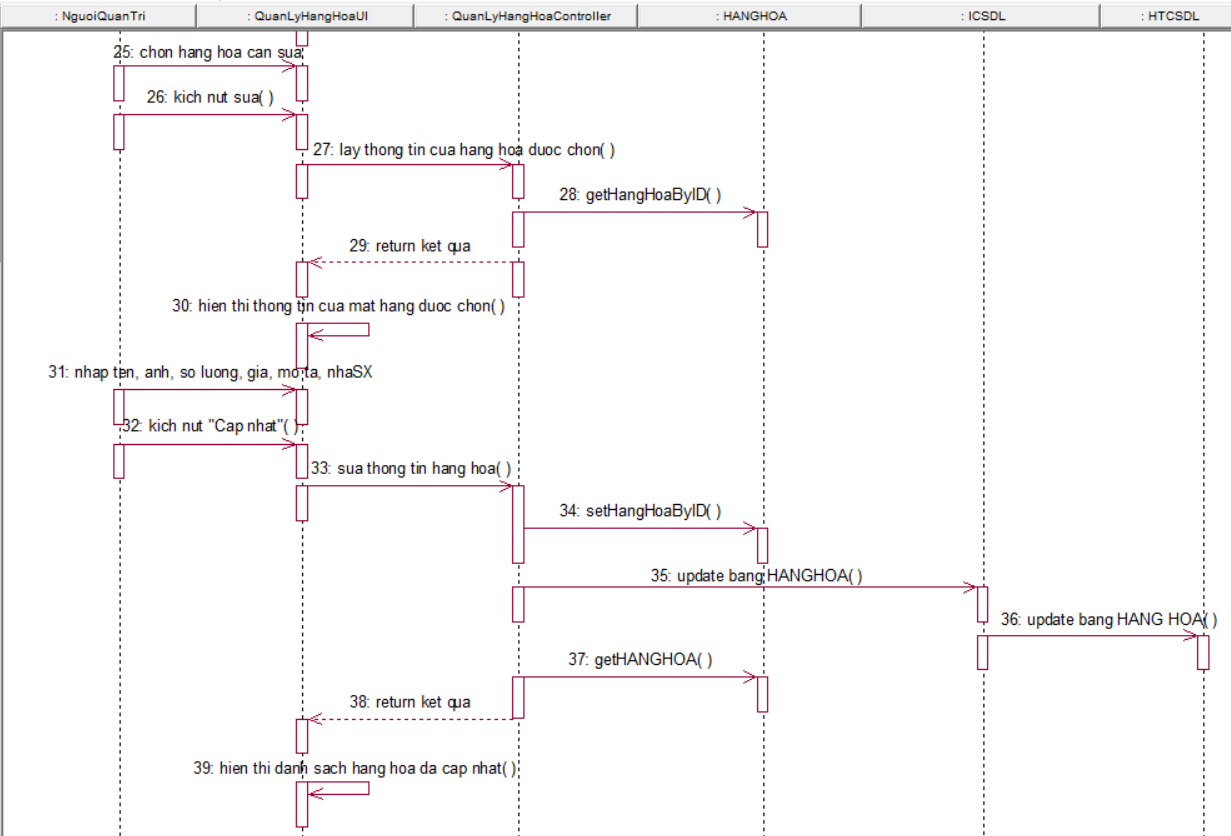 : NguoiQuanTri
: QuanLyHangHoaUI
: QuanLyHangHoaController
: HANGHOA
: ICSDL
: HTCSDL
25: chon hang hoa can sua
26: kich nut sua( )
27: lay thong tin cua hang hoa duoc chon( )
28: getHangHoaByID( )
29: return ket qua
30: hien thi thong tin cua mat hang duoc chon( )
31: nhap ten, anh, so luong, gia, mo ta, nhaSX
32: kich nut "Cap nhat"( )
33: sua thong tin hang hoa( )
34: setHangHoaByID( )
35: update bang HANGHOA( )
36: update bang HANG HOA( )
37: getHANGHOA( )
38: return ket qua
39: hien thi danh sach hang hoa da cap nhat( )